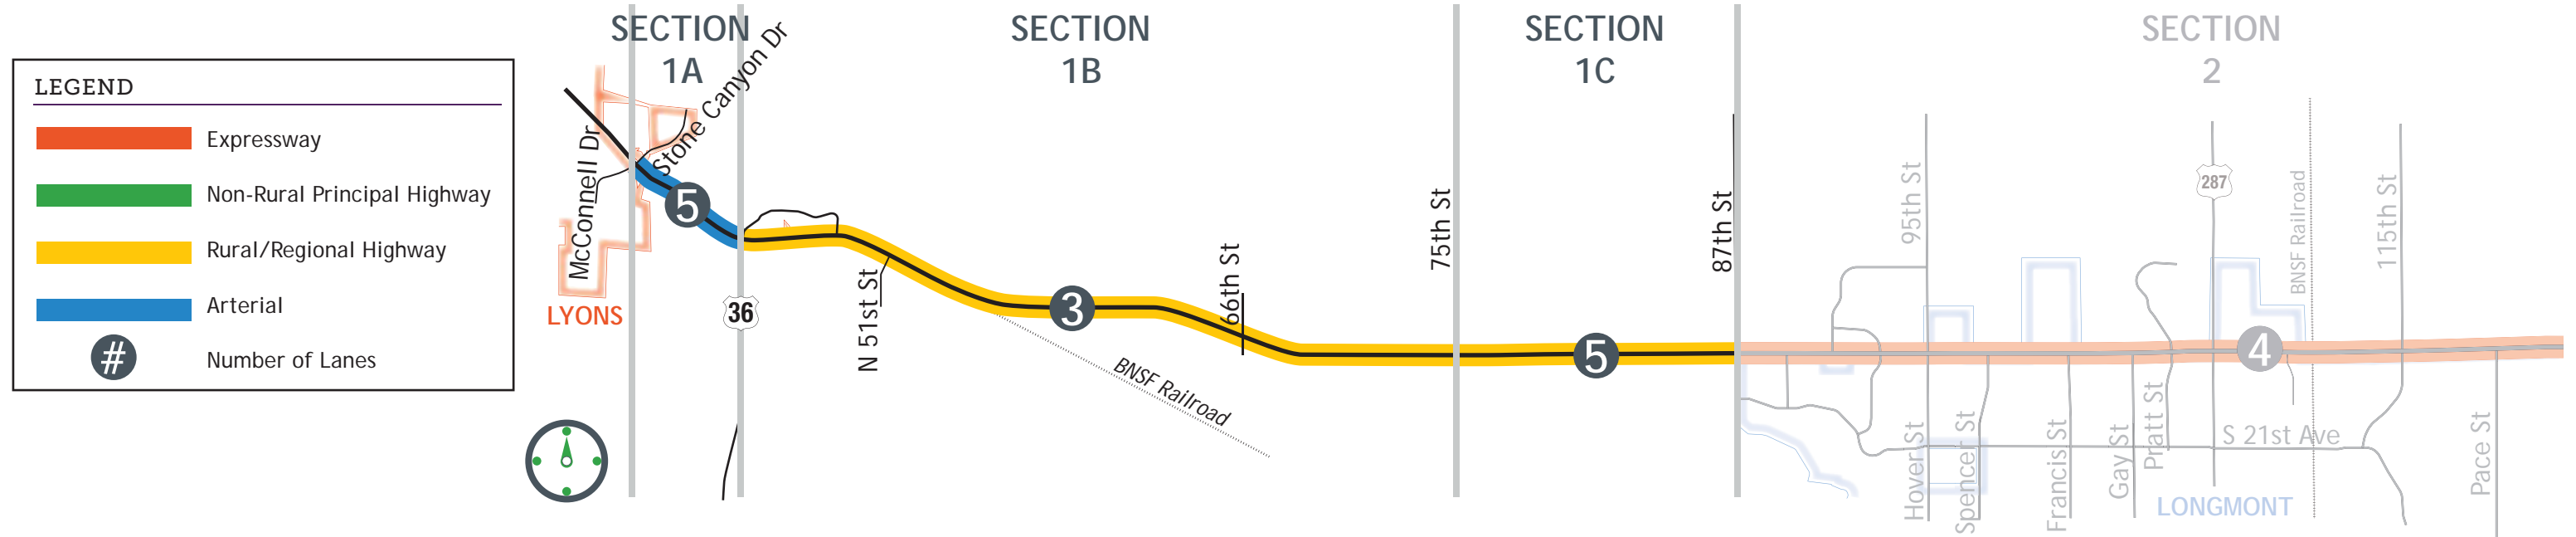 LEGEND
Expressway
Non-Rural Principal Highway
Rural/Regional Highway
Arterial
#
Number of Lanes
SECTION
1A
SECTION
1B
SECTION
1C
SECTION
2
McConnell Dr
Stone Canyon Dr
LYONS
5
36
N 51st St
3
BNSF Railroad
66th St
75th St
5
87th St
95th St
287
BNSF Railroad
115th St
4
Hover St
Spencer St
Francis St
Gay St
Pratt St
S 21st Ave
Pace St
LONGMONT